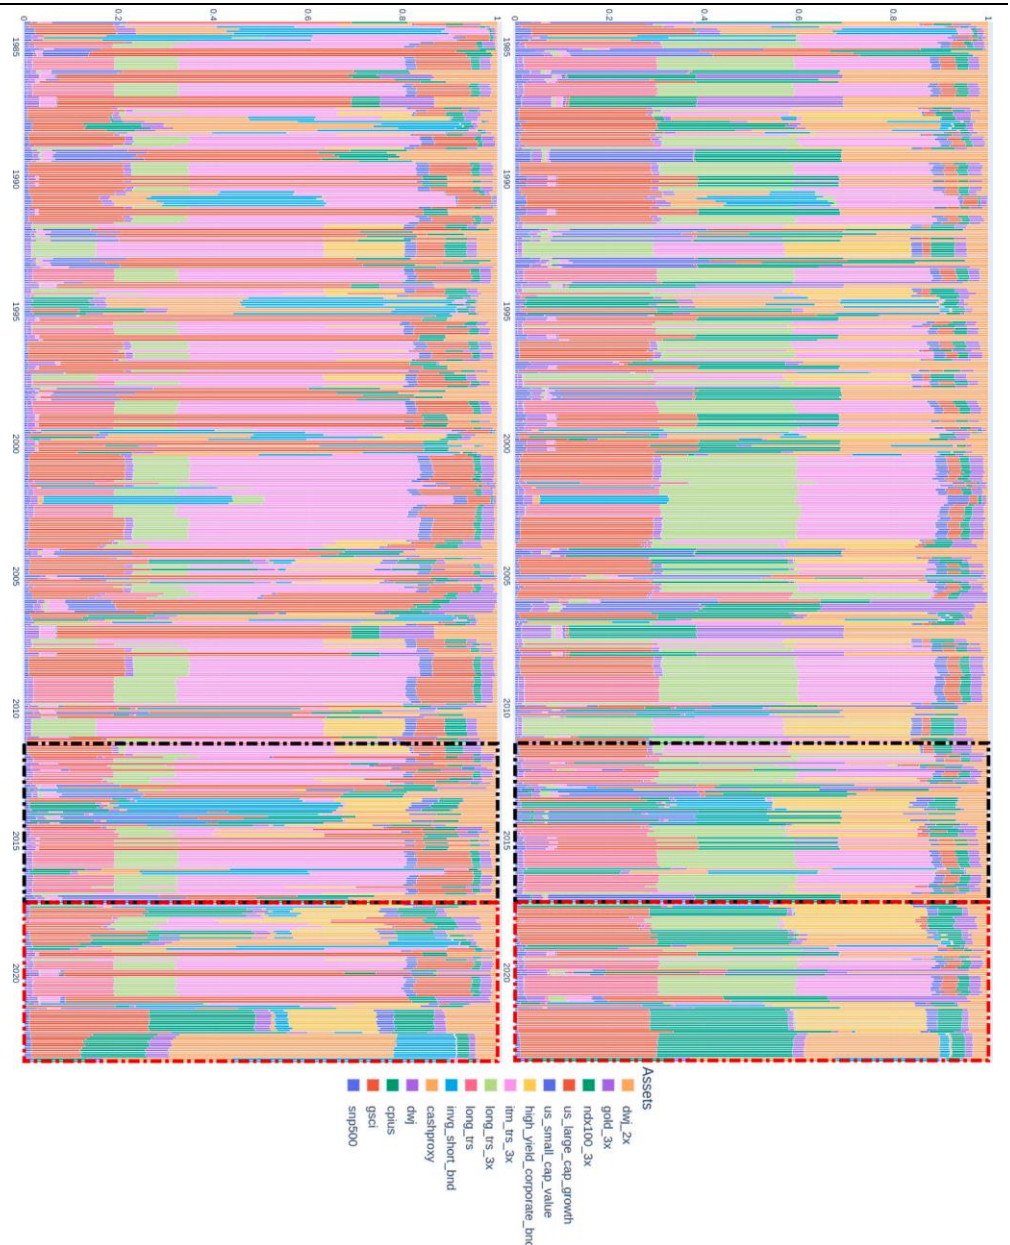 1
0.8
0.6
0.4
0.2
0
1985 1990 1995 2000 2005 2010 2015 2020
1
0.8
0.6
0.4
0.2
0
1985 1990 1995 2000 2005 2010 2015 2020
Assets
dwj_2x
gold_3x
ndx100_3x
us_large_cap_growth
us_small_cap_value
high_yield_corporate_bnd
itm_trs_3x
long_trs_3x
long_trs
invg_short_bnd
cashproxy
dwj
cpius
gsci
snp500